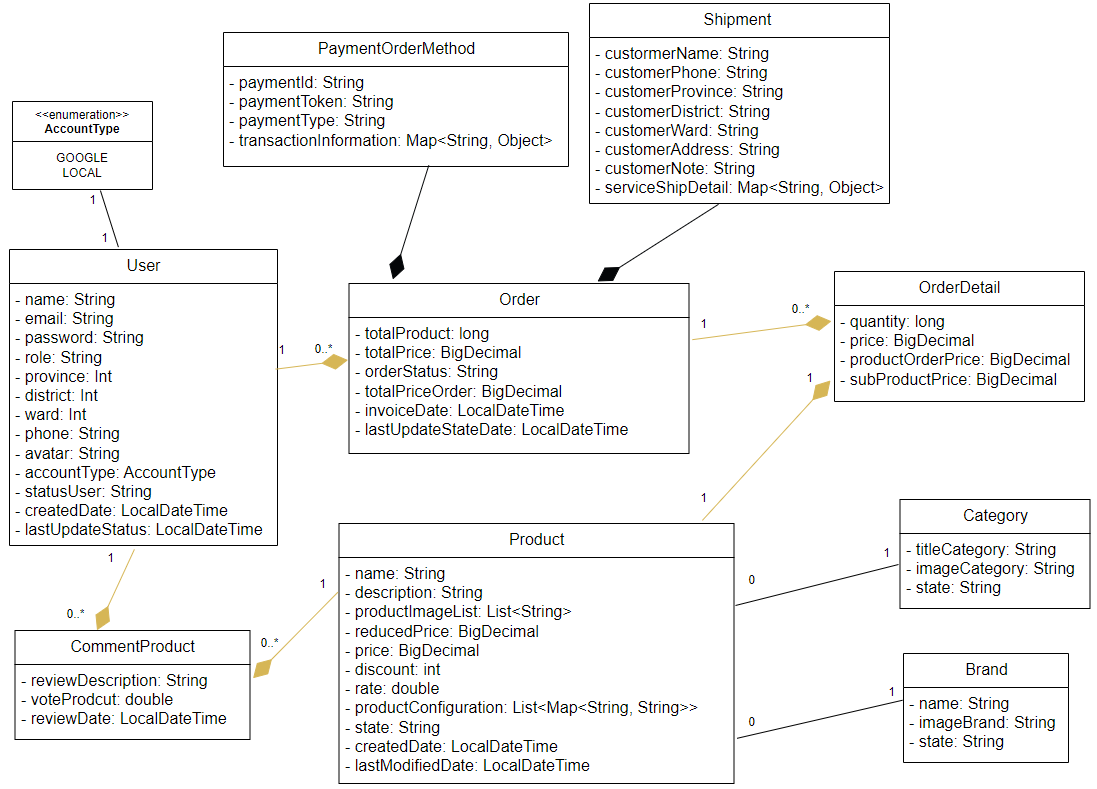 PaymentOrderMethod
- paymentId: String
- paymentToken: String
- paymentType: String
- transactionInformation: Map<String, Object>
Shipment
- custormerName: String
- customerPhone: String
- customerProvince: String
- customerDistrict: String
- customerWard: String
- customerAddress: String
- customerNote: String
- serviceShipDetail: Map<String, Object>
<<enumeration>>
AccountType
GOOGLE
LOCAL
1
1
User
- name: String
- email: String
- password: String
- role: String
- province: Int
- district: Int
- ward: Int
- phone: String
- avatar: String
- accountType: AccountType
- statusUser: String
- createdDate: LocalDateTime
- lastUpdateStatus: LocalDateTime
1
0..*
Order
- totalProduct: long
- totalPrice: BigDecimal
- orderStatus: String
- totalPriceOrder: BigDecimal
- invoiceDate: LocalDateTime
- lastUpdateStateDate: LocalDateTime
1
0..*
OrderDetail
- quantity: long
- price: BigDecimal
- productOrderPrice: BigDecimal
- subProductPrice: BigDecimal
1
1
1
0..*
CommentProduct
- reviewDescription: String
- voteProdcut: double
- reviewDate: LocalDateTime
1
0..*
Product
- name: String
- description: String
- productImageList: List<String>
- reducedPrice: BigDecimal
- price: BigDecimal
- discount: int
- rate: double
- productConfiguration: List<Map<String, String>>
- state: String
- createdDate: LocalDateTime
- lastModifiedDate: LocalDateTime
0
1
Category
- titleCategory: String
- imageCategory: String
- state: String
0
1
Brand
- name: String
- imageBrand: String
- state: String